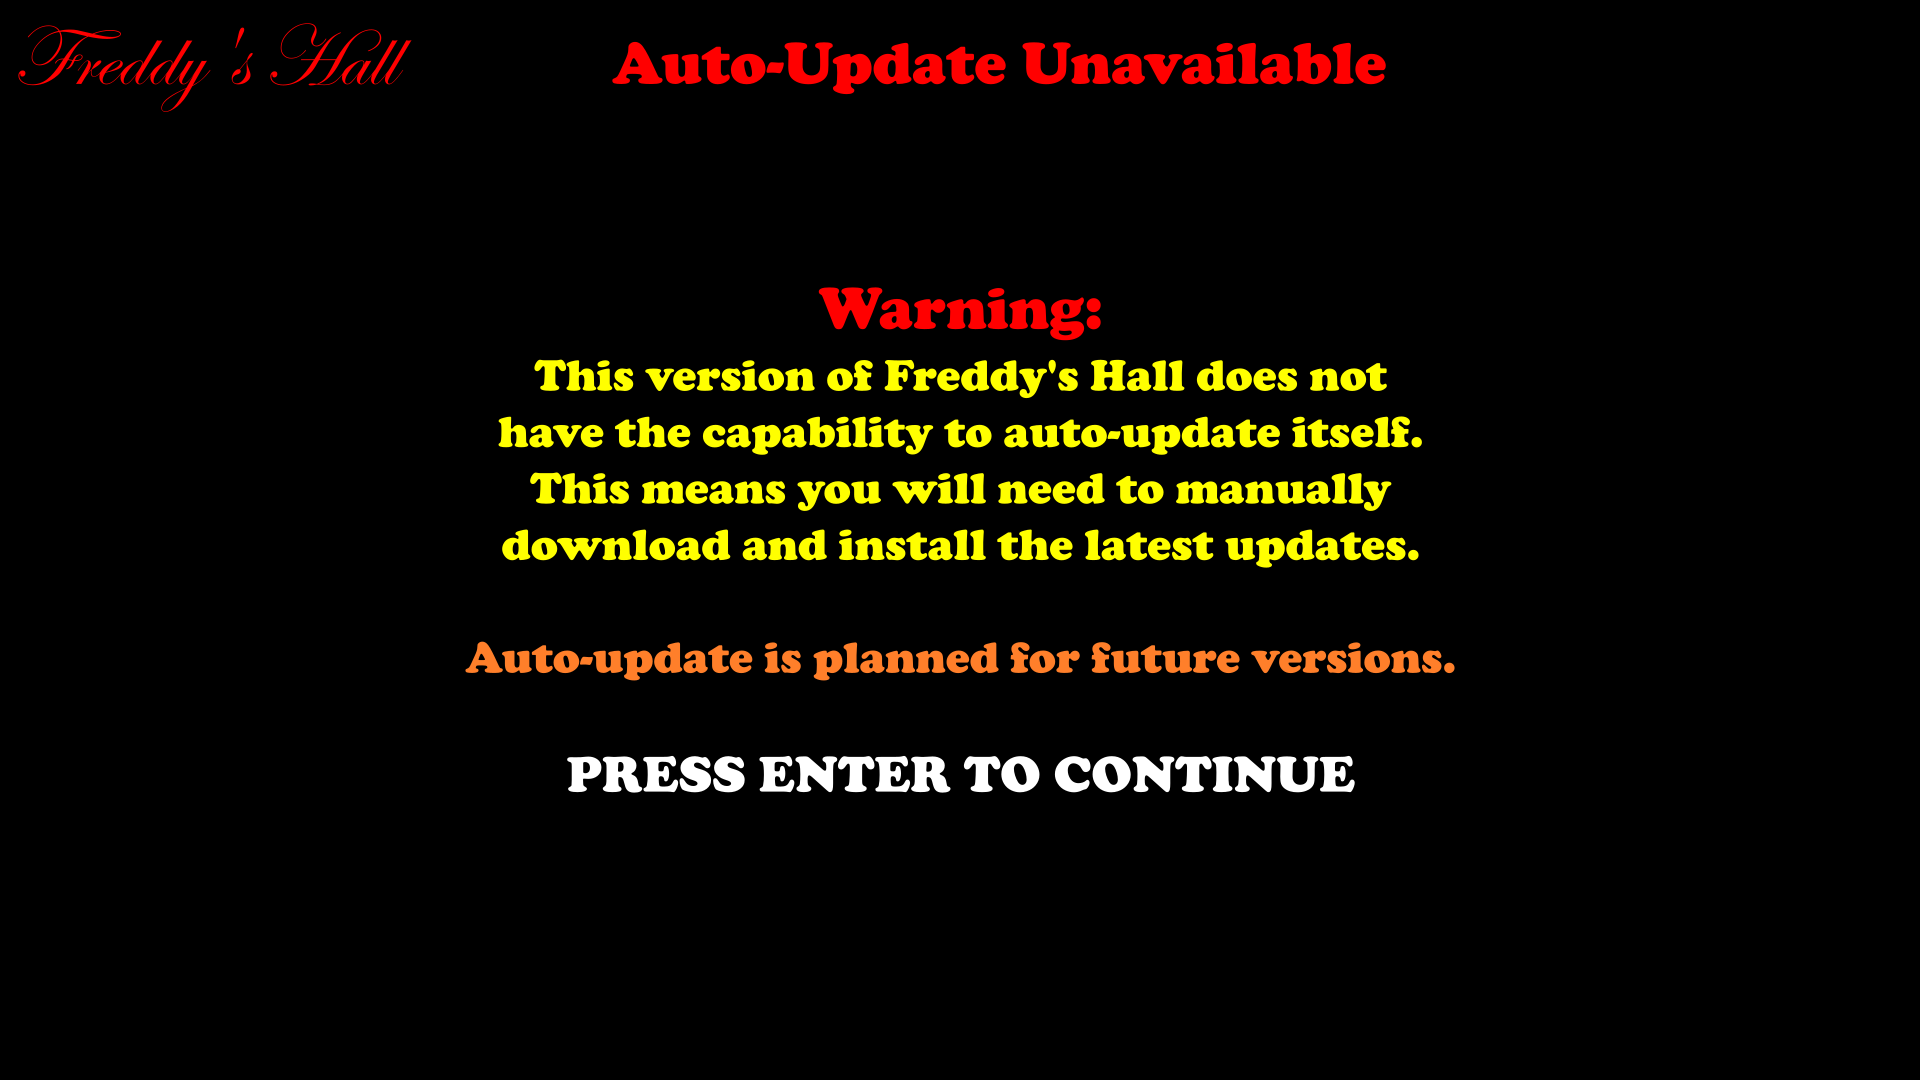 Freddy's Hall
Auto-Update Unavailable
Warning:
This version of Freddy's Hall does not
have the capability to auto-update itself.
This means you will need to manually
download and install the latest updates.
Auto-update is planned for future versions.
PRESS ENTER TO CONTINUE